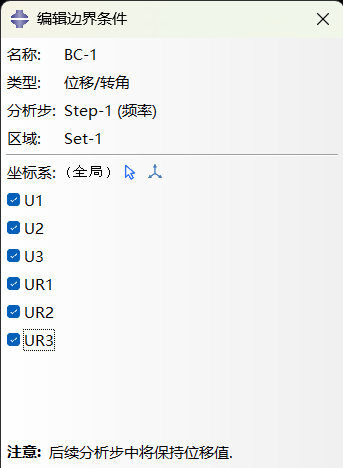 编辑边界条件
名称: BC-1
类型: 位移/转角
分析步: Step-1 (频率)
区域: Set-1
坐标系: (全局)
U1
U2
U3
UR1
UR2
UR3
注意: 后续分析步中将保持位移值.